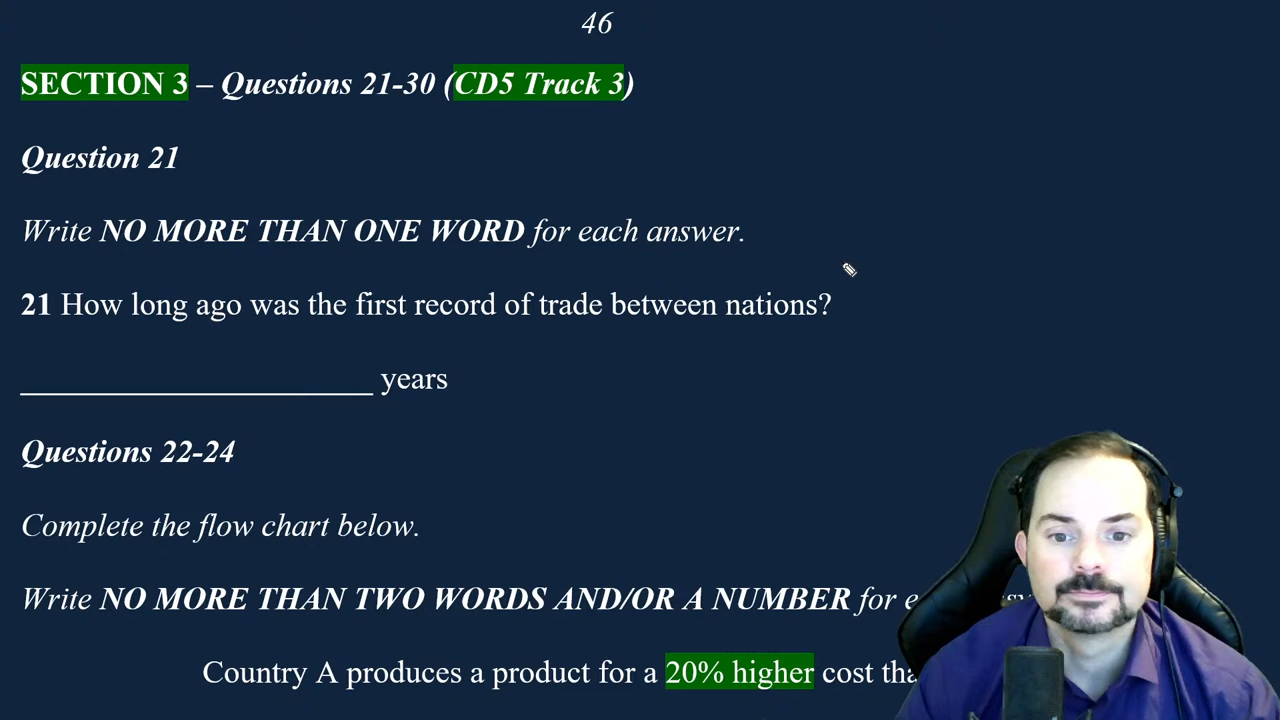 46
SECTION 3 – Questions 21-30 (CD5 Track 3)
Question 21
Write NO MORE THAN ONE WORD for each answer.
21 How long ago was the first record of trade between nations?
______________________ years
Questions 22-24
Complete the flow chart below.
Write NO MORE THAN TWO WORDS AND/OR A NUMBER for
Country A produces a product for a 20% higher cost